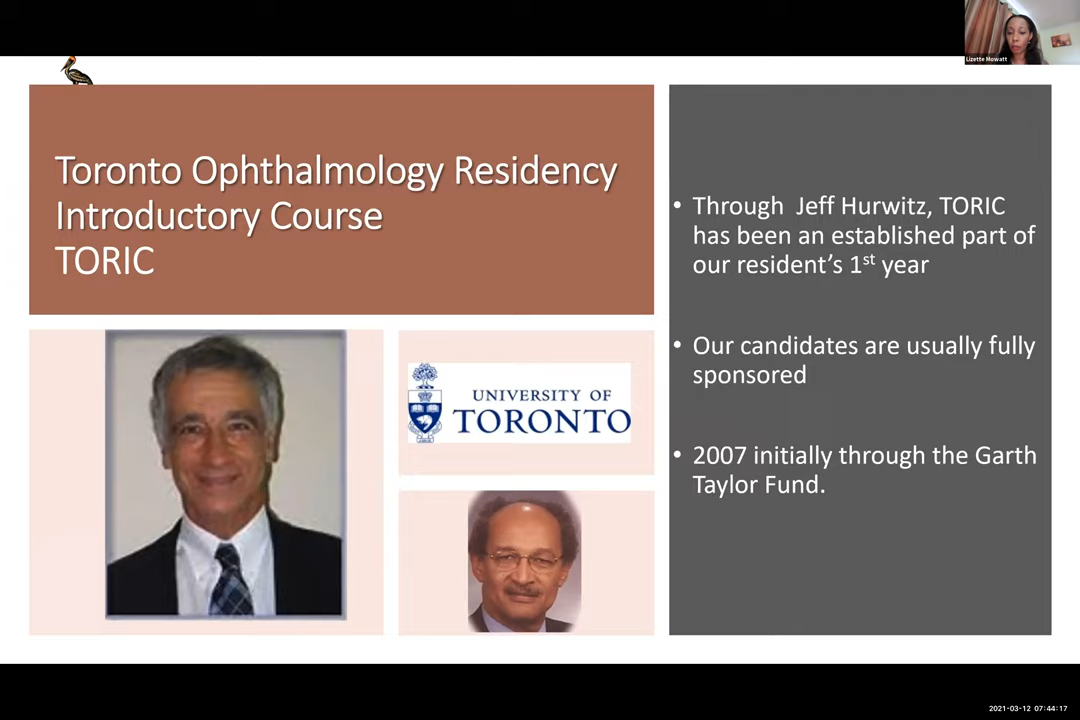 Lizette Mowatt
Toronto Ophthalmology Residency
Introductory Course
TORIC
• Through  Jeff Hurwitz, TORIC
has been an established part of
our resident’s 1st year
• Our candidates are usually fully
sponsored
• 2007 initially through the Garth
Taylor Fund.
UNIVERSITY OF
TORONTO
2021-03-12 07:44:17